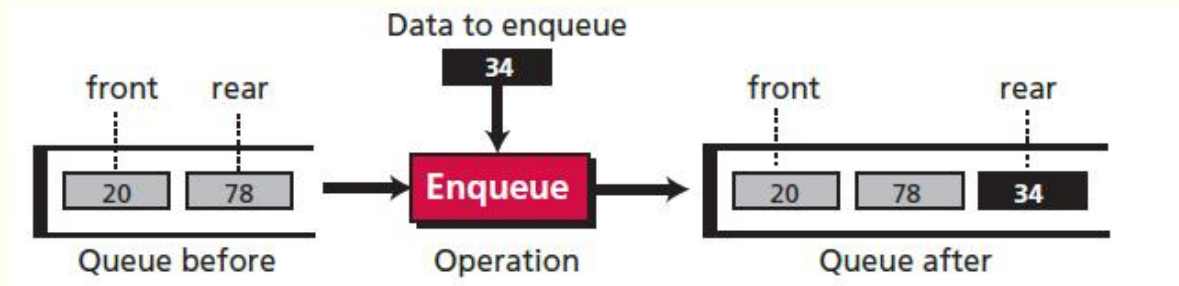 Data to enqueue
34
front rear
front rear
20 78
Enqueue
20 78 34
Queue before
Operation
Queue after